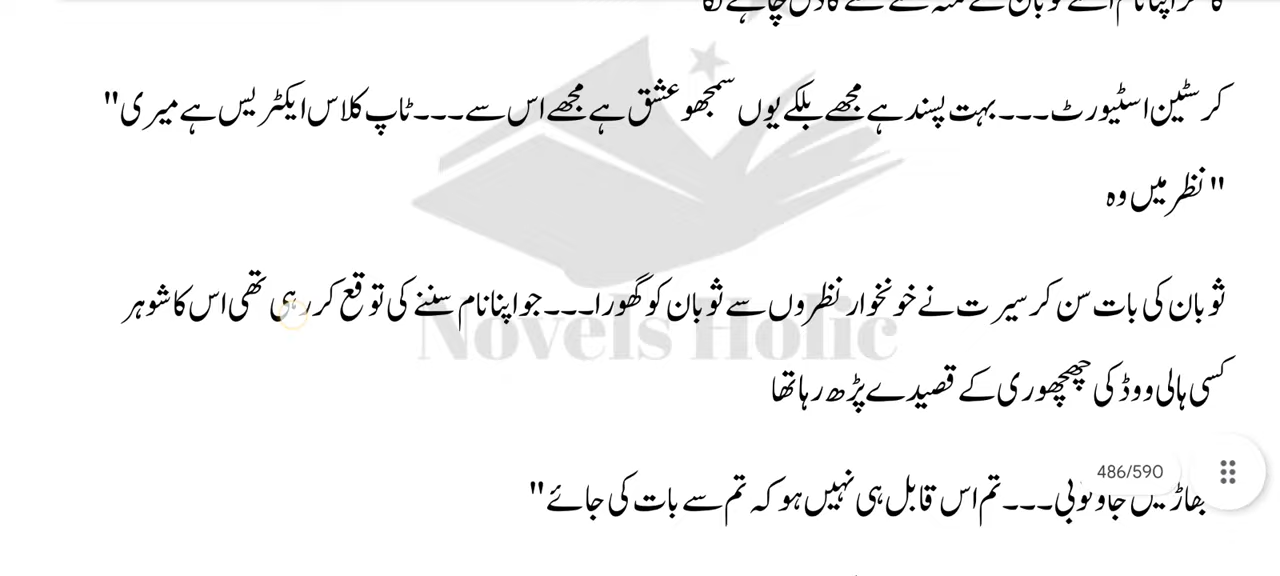 کرسٹین اسٹیورٹ۔۔۔بہت پسند ہے مجھے بلکے یوں سمجھو عشق ہے مجھے اس سے۔۔۔ٹاپ کلاس ایکٹریس ہے میری"
"نظر میں وہ
ثوبان کی بات سن کر سیرت نے خونخوار نظروں سے ثوبان کو گھورا۔۔۔جو اپنا نام سننے کی توقع کر رہی تھی اس کا شوہر
Novels Holic
کسی ہالی ووڈ کی چھچھوری کے قصیدے پڑھ رہا تھا
486/590
بھاڑ میں جاو ثوبی۔۔۔تم اس قابل ہی نہیں ہو کہ تم سے بات کی جائے"